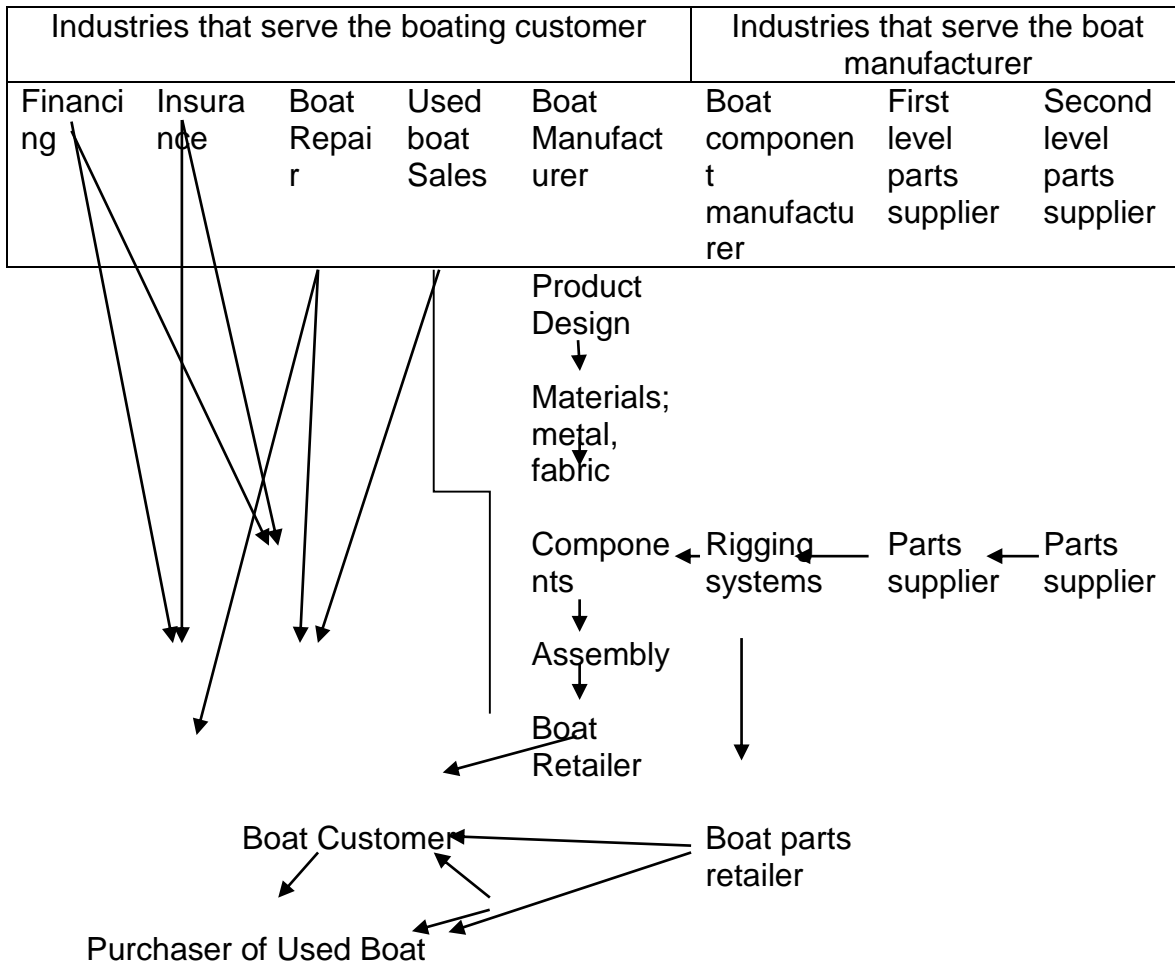 Industries that serve the boating customer
Industries that serve the boat
manufacturer
Financi
ng
Insura
nce
Boat
Repai
r
Used
boat
Sales
Boat
Manufact
urer
Boat
componen
t
manufactu
rer
First
level
parts
supplier
Second
level
parts
supplier
Product
Design
Materials;
metal,
fabric
Compone
nts
Rigging
systems
Parts
supplier
Parts
supplier
Assembly
Boat
Retailer
Boat Customer
Boat parts
retailer
Purchaser of Used Boat